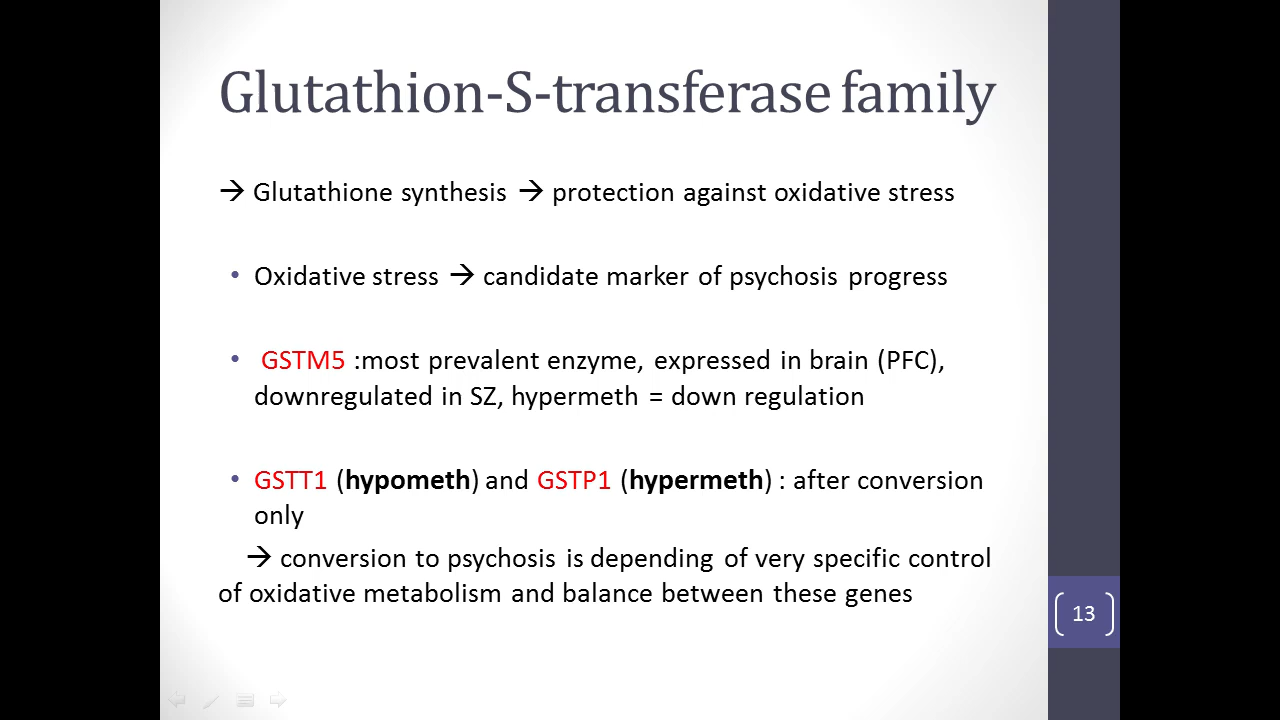 Glutathion-S-transferase family
→ Glutathione synthesis → protection against oxidative stress
• Oxidative stress → candidate marker of psychosis progress
• GSTM5 :most prevalent enzyme, expressed in brain (PFC),
downregulated in SZ, hypermeth = down regulation
• GSTT1 (hypometh) and GSTP1 (hypermeth) : after conversion
only
→ conversion to psychosis is depending of very specific control
of oxidative metabolism and balance between these genes
13